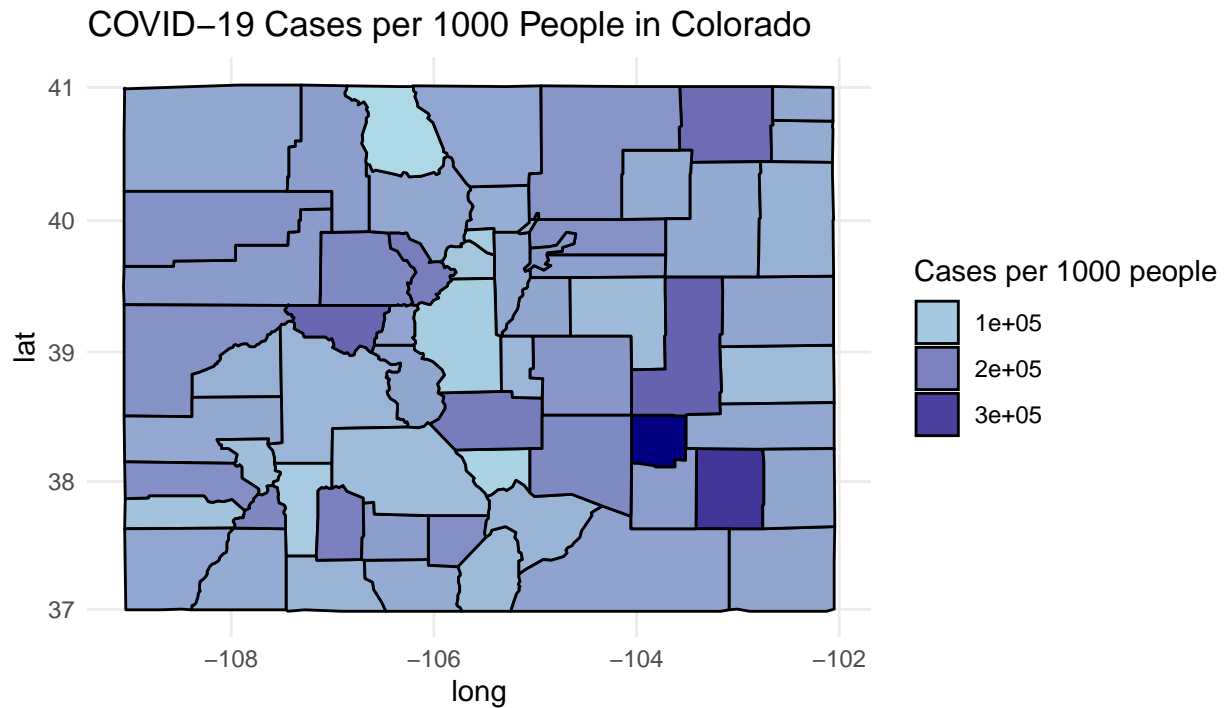 COVID−19 Cases per 1000 People in Colorado
41
40
39
38
37
lat
−108
−106
−104
−102
long
Cases per 1000 people
1e+05
2e+05
3e+05